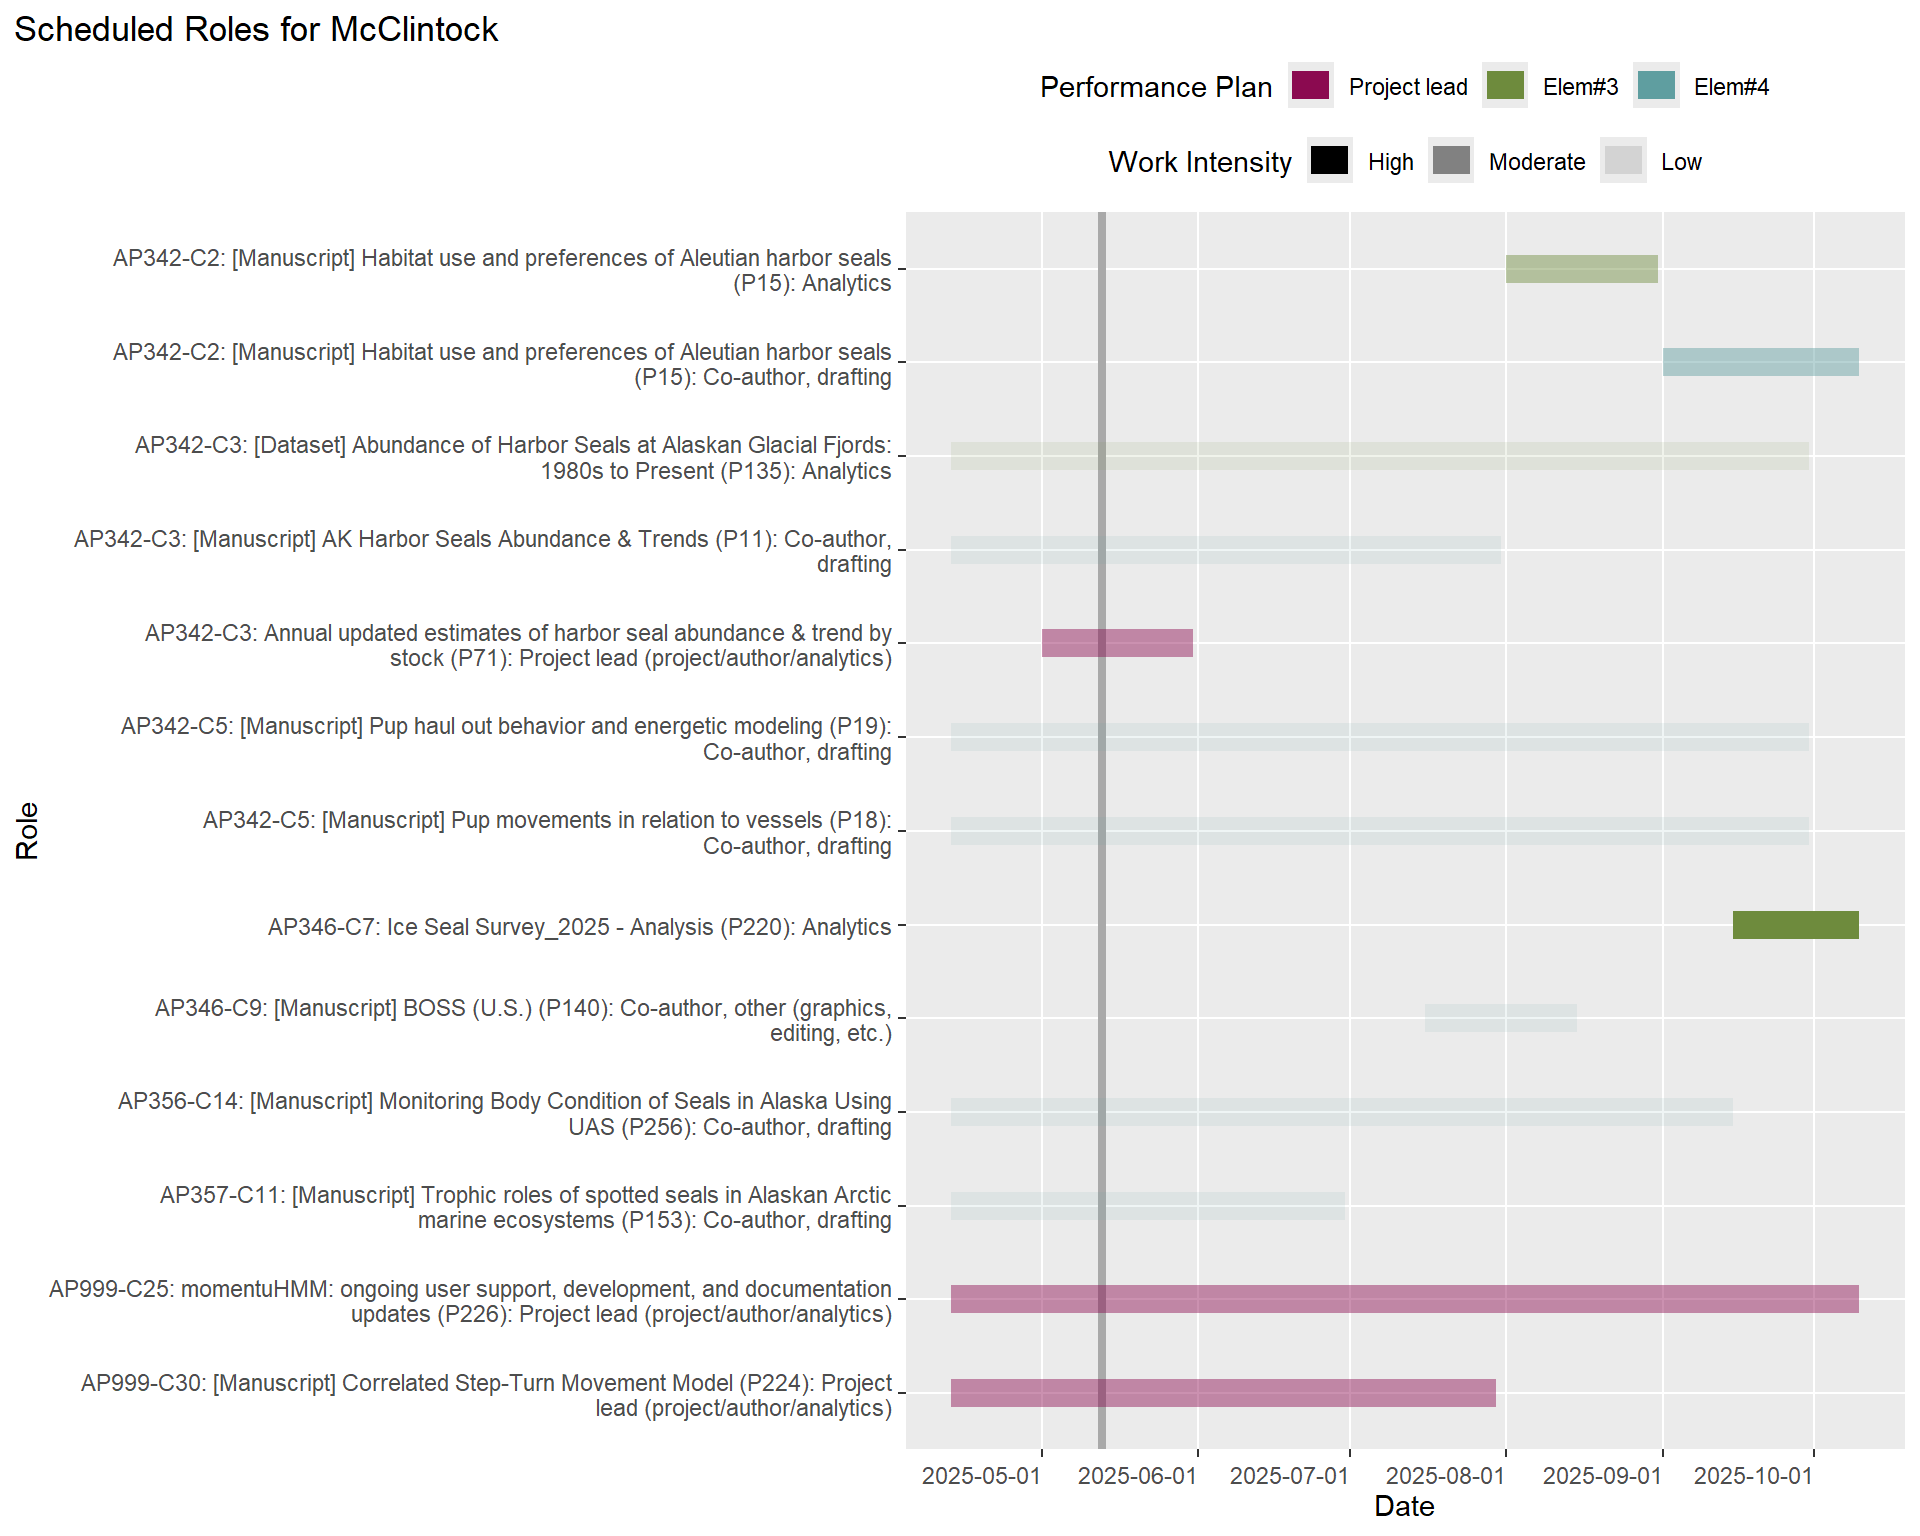 Scheduled Roles for McClintock
Performance Plan Project lead Elem#3 Elem#4
Work Intensity High Moderate Low
AP342-C2: [Manuscript] Habitat use and preferences of Aleutian harbor seals
(P15): Analytics
AP342-C2: [Manuscript] Habitat use and preferences of Aleutian harbor seals
(P15): Co-author, drafting
AP342-C3: [Dataset] Abundance of Harbor Seals at Alaskan Glacial Fjords:
1980s to Present (P135): Analytics
AP342-C3: [Manuscript] AK Harbor Seals Abundance & Trends (P11): Co-author,
drafting
AP342-C3: Annual updated estimates of harbor seal abundance & trend by
stock (P71): Project lead (project/author/analytics)
AP342-C5: [Manuscript] Pup haul out behavior and energetic modeling (P19):
Co-author, drafting
AP342-C5: [Manuscript] Pup movements in relation to vessels (P18):
Co-author, drafting
AP346-C7: Ice Seal Survey_2025 - Analysis (P220): Analytics
AP346-C9: [Manuscript] BOSS (U.S.) (P140): Co-author, other (graphics,
editing, etc.)
AP356-C14: [Manuscript] Monitoring Body Condition of Seals in Alaska Using
UAS (P256): Co-author, drafting
AP357-C11: [Manuscript] Trophic roles of spotted seals in Alaskan Arctic
marine ecosystems (P153): Co-author, drafting
AP999-C25: momentuHMM: ongoing user support, development, and documentation
updates (P226): Project lead (project/author/analytics)
AP999-C30: [Manuscript] Correlated Step-Turn Movement Model (P224): Project
lead (project/author/analytics)
Role
2025-05-01 2025-06-01 2025-07-01 2025-08-01 2025-09-01 2025-10-01
Date